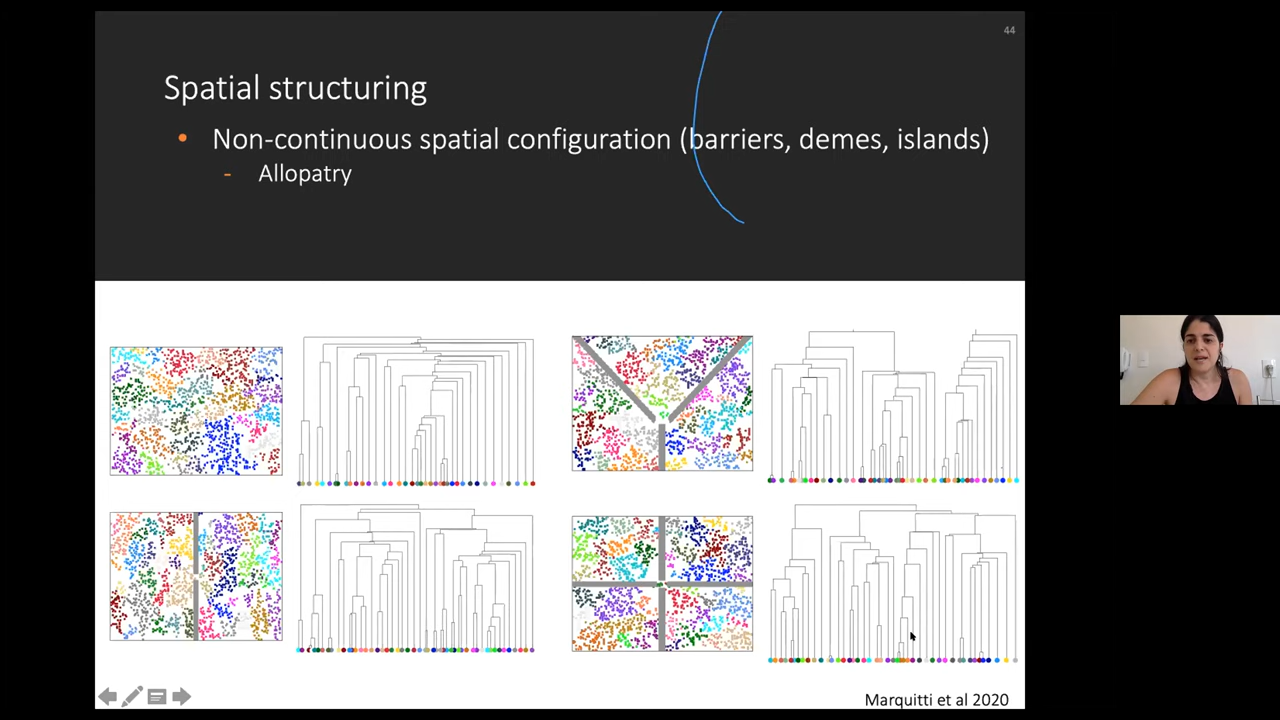 44
Spatial structuring
• Non-continuous spatial configuration (barriers, demes, islands)
- Allopatry
Marquitti et al 2020